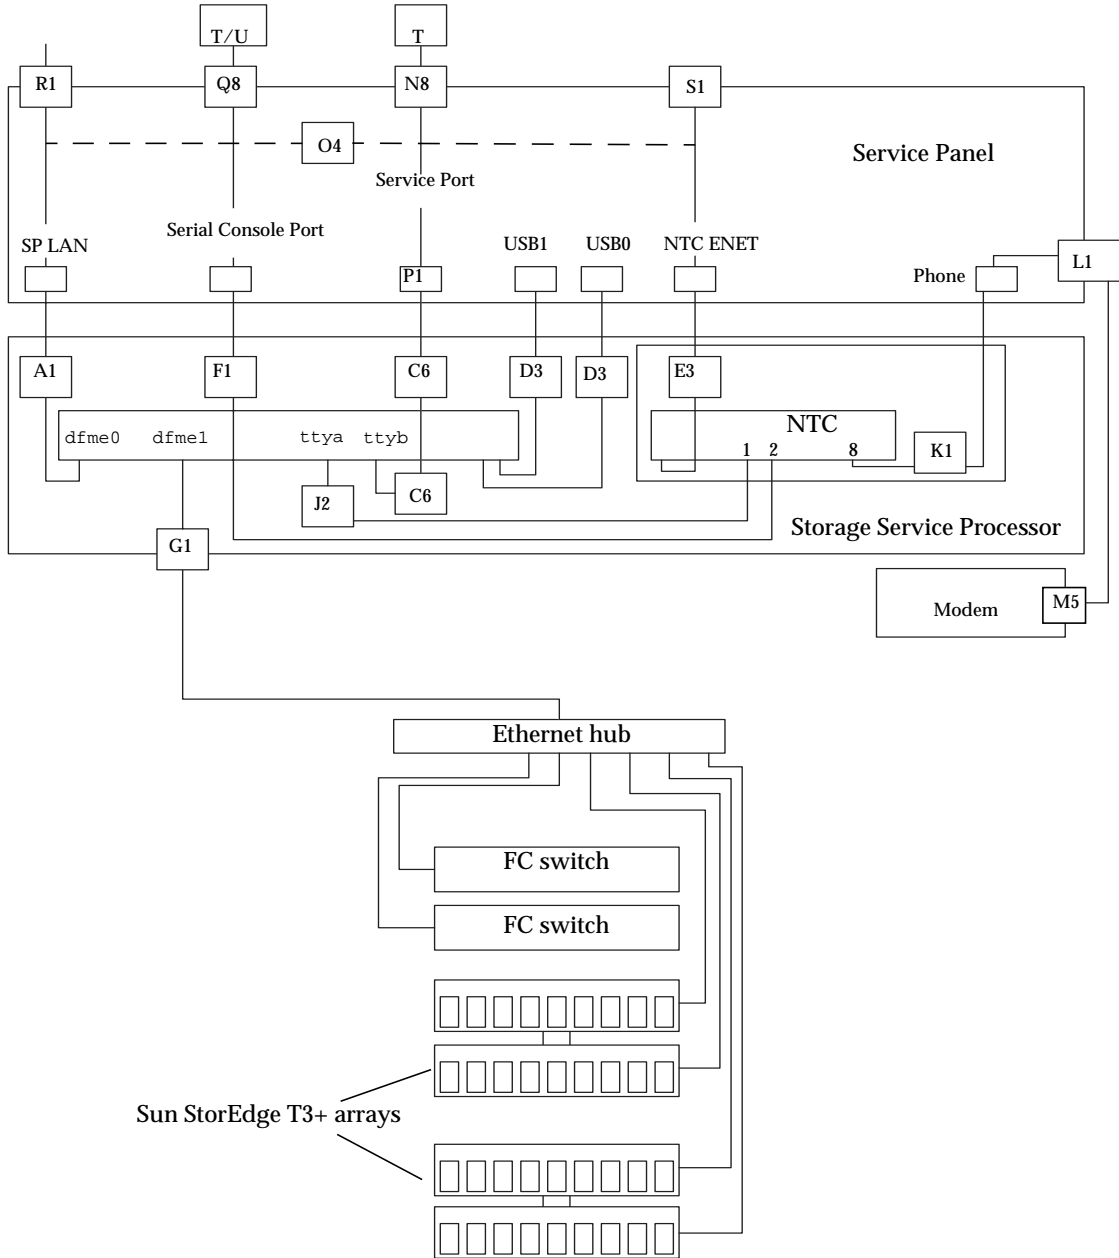 T/U
T
R1
Q8
N8
S1
O4
Service Panel
Service Port
Serial Console Port
SP LAN
USB1
USB0
NTC ENET
L1
P1
Phone
A1
F1
C6
D3
D3
E3
NTC
dfme0
dfme1
ttya
ttyb
1
2
8
K1
C6
J2
Storage Service Processor
G1
Modem
M5
Ethernet hub
FC switch
FC switch
Sun StorEdge T3+ arrays